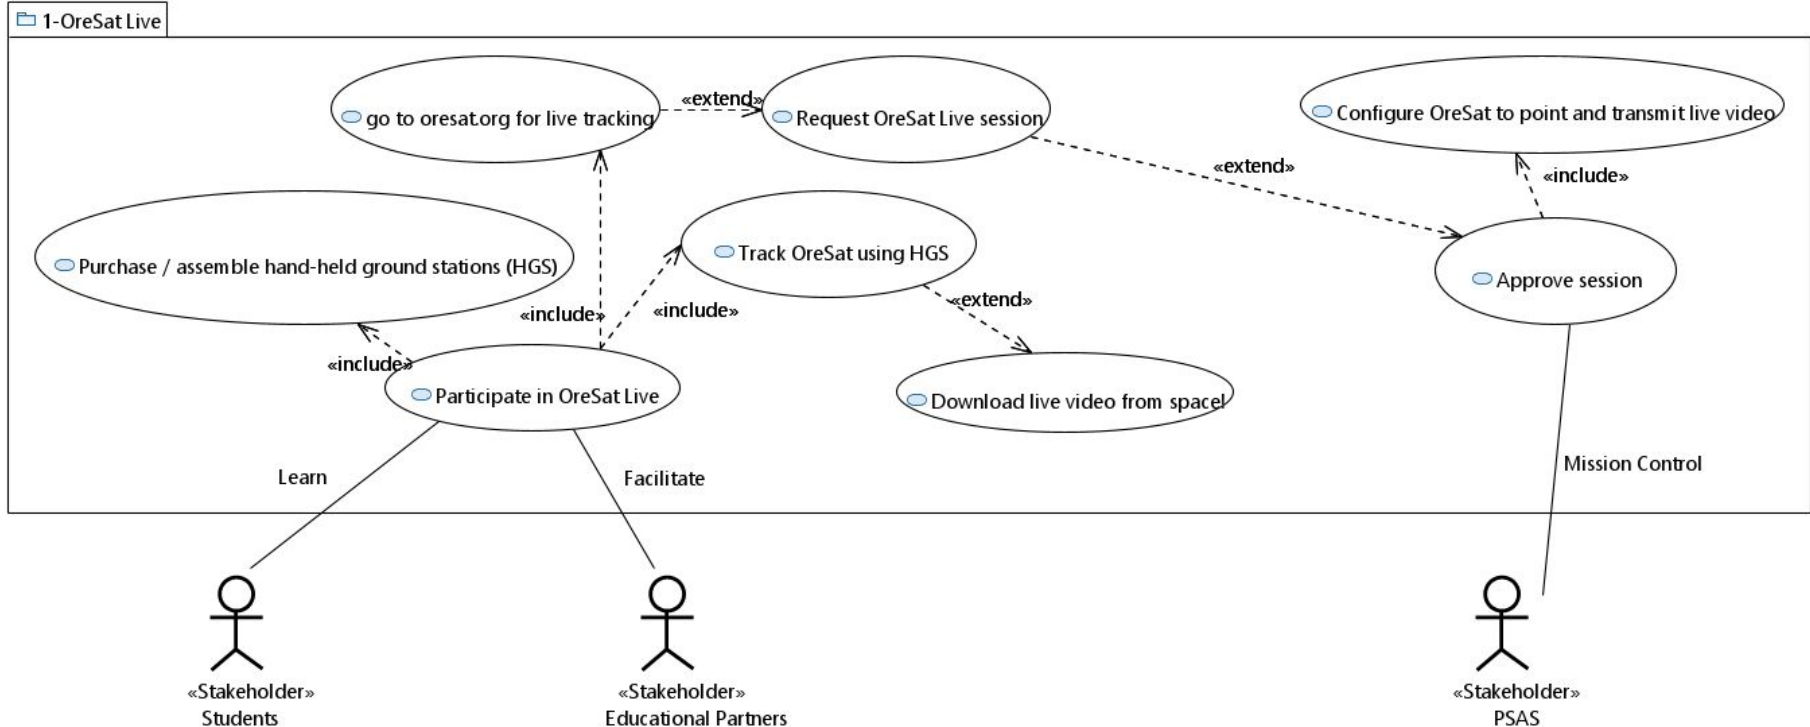 1-OreSat Live
go to oresat.org for live tracking
«extend»
Request OreSat Live session
Configure OreSat to point and transmit live video
«extend»
«include»
Purchase / assemble hand-held ground stations (HGS)
Track OreSat using HGS
Approve session
«include»
«include»
«extend»
«include»
Participate in OreSat Live
Download live video from space!
Learn
Facilitate
Mission Control
«Stakeholder»
Students
«Stakeholder»
Educational Partners
«Stakeholder»
PSAS